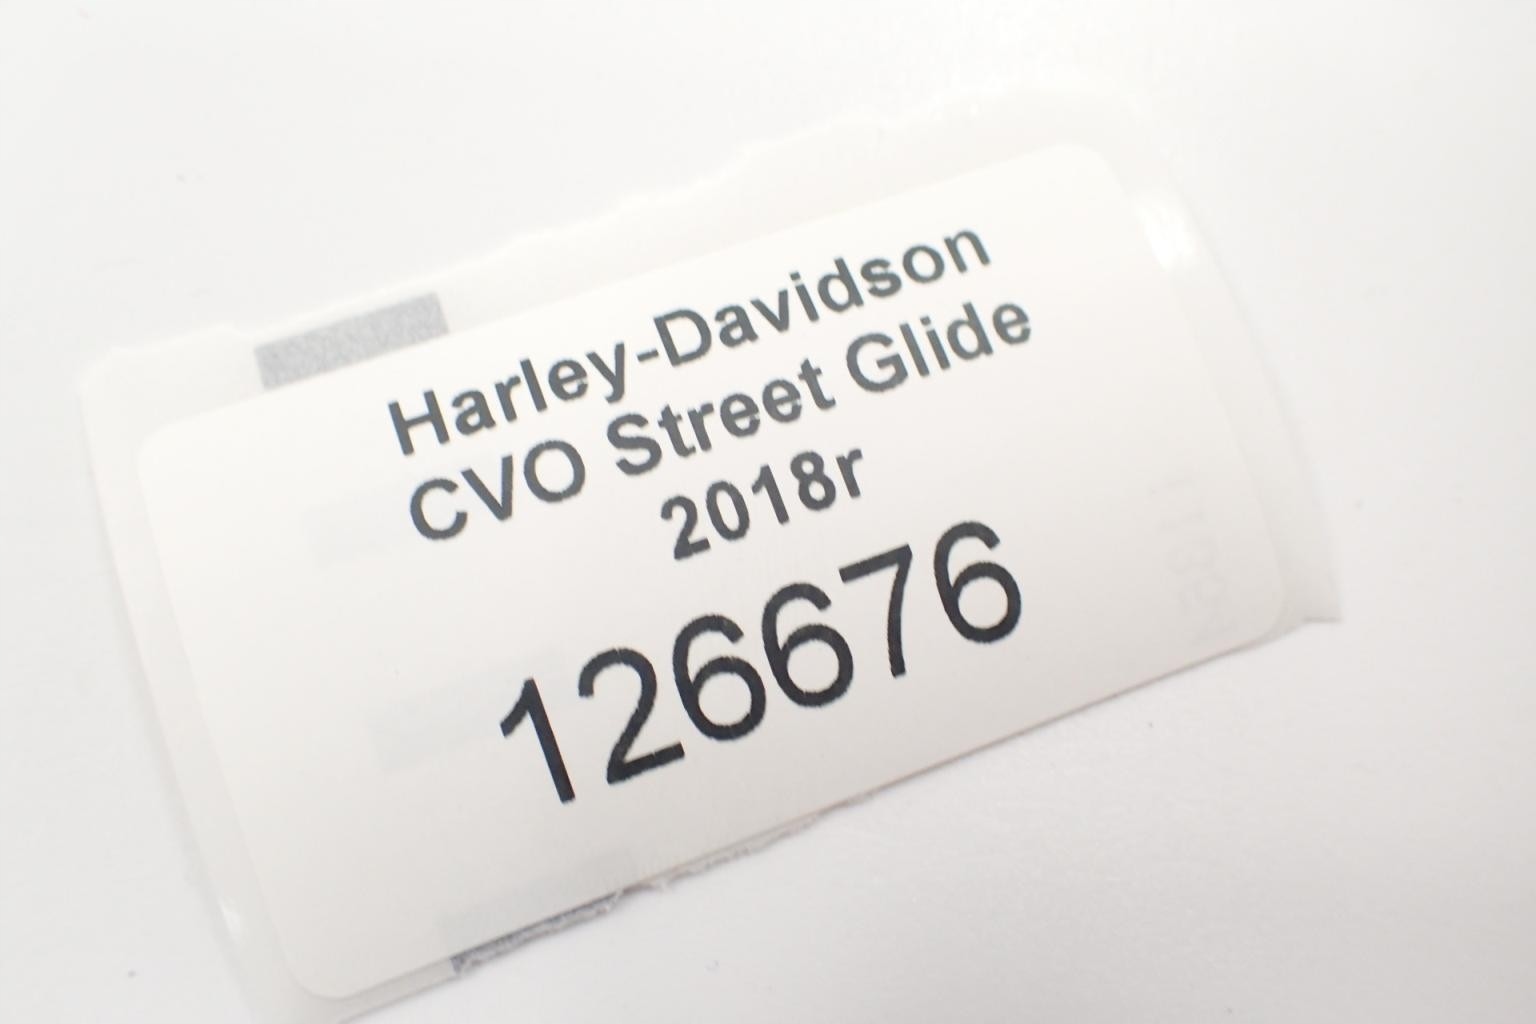 Harley-Davidson
CVO Street Glide
2018r
126676